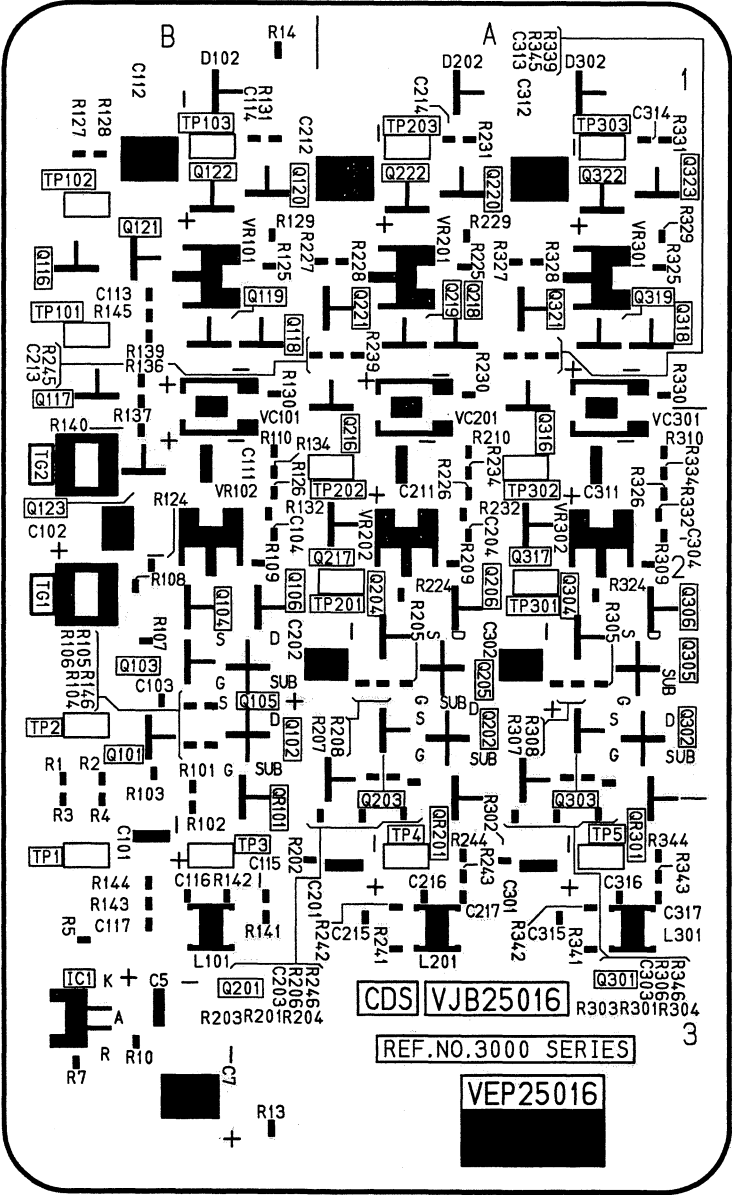 B
A
R14
D102
D202
R339
R345
C313
D302
1
C112
R131
C114
C214
C312
C314
R127
R128
TP103
C212
TP203
R231
TP303
R331
TP102
Q122
Q120
Q222
Q220
Q322
Q323
+
Q121
VR101
R129
R125
R227
R228
VR201
R229
R225
R327
R328
VR301
R329
R325
Q116
C113
R145
TP101
Q119
Q118
Q221
Q219
Q218
Q321
Q319
Q318
R245
C213
R139
R136
R239
Q117
R137
R130
R230
R330
R140
VC101
Q216
VC201
Q316
VC301
TG2
C111
R110
R134
R126
R210
R234
R226
R310
R334
R326
VR102
TP202
C211
TP302
C311
Q123
R124
R132
C104
VR202
R232
C204
VR302
R332
C304
C102
+
Q217
Q317
2
TG1
R108
R109
R209
R309
Q104
Q106
TP201
Q204
R224
Q206
TP301
Q304
R324
Q306
R107
R205
R305
R105
R106
R146
R104
Q103
S
D
C202
S
D
C302
S
D
Q305
C103
G
SUB
Q205
SUB
Q105
S
D
G
S
D
G
S
D
TP2
Q101
Q102
R208
R207
Q202
R308
R307
Q302
G
SUB
G
SUB
G
SUB
R1
R2
R103
R101
R3
R4
R102
QR101
Q203
Q303
R302
C101
TP1
TP3
C115
R202
TP4
QR201
R244
R243
TP5
QR301
R344
R343
R144
R143
C117
C116
R142
R141
C201
R242
C216
C217
C215
C301
R342
C316
C317
C315
R5
L101
R241
L201
R341
L301
IC1
K
A
R
C5
Q201
R246
R206
C203
R203
R201
R204
Q301
R346
R306
C303
R303
R301
R304
CDS
VJB25016
3
R10
R7
C7
REF.NO.3000 SERIES
R13
VEP25016